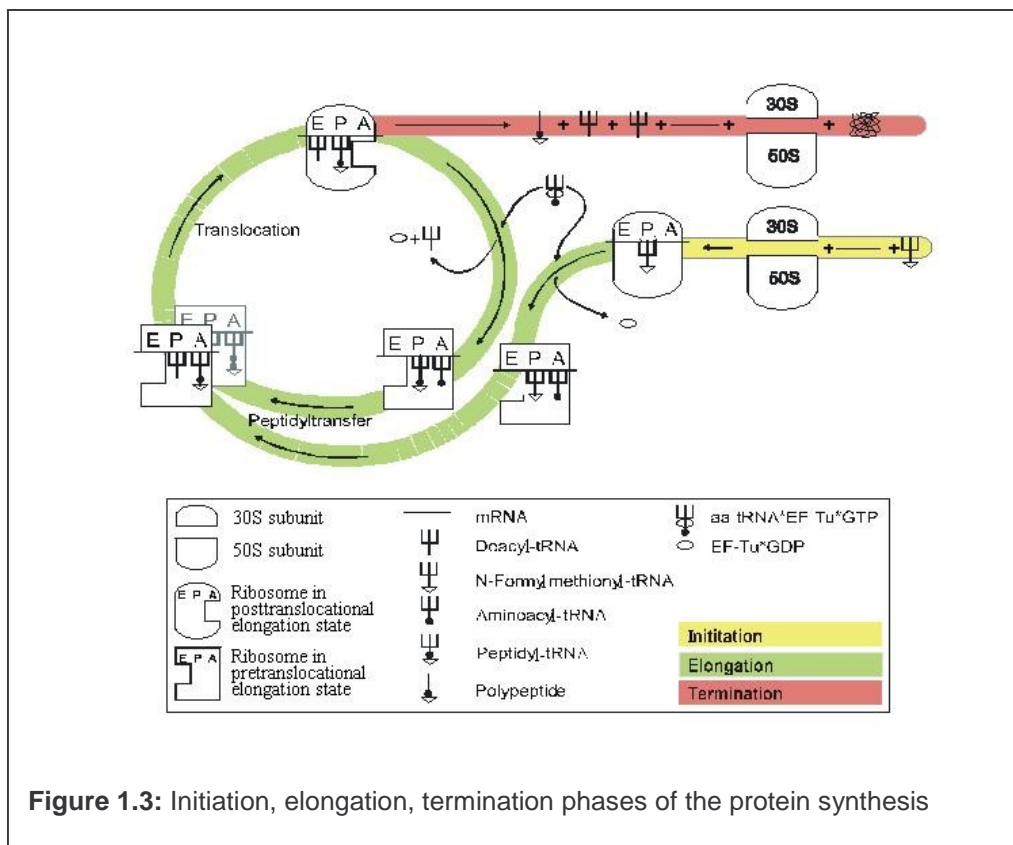 E P A
30S
+ + + +
50S
Translocation
+
E P A
30S
+ +
50S
E P A
E P A
E P A
E P A
Peptidyltransfer
30S subunit
50S subunit
E P A
Ribosome in
posttranslocational
elongation state
E P A
Ribosome in
pretranslocational
elongation state
mRNA
Deacyl-tRNA
N-Formylmethionyl-tRNA
Aminoacyl-tRNA
Peptidyl-tRNA
Polypeptide
aa tRNA*EF Tu*GTP
EF-Tu*GDP
Inititation
Elongation
Termination
Figure 1.3: Initiation, elongation, termination phases of the protein synthesis